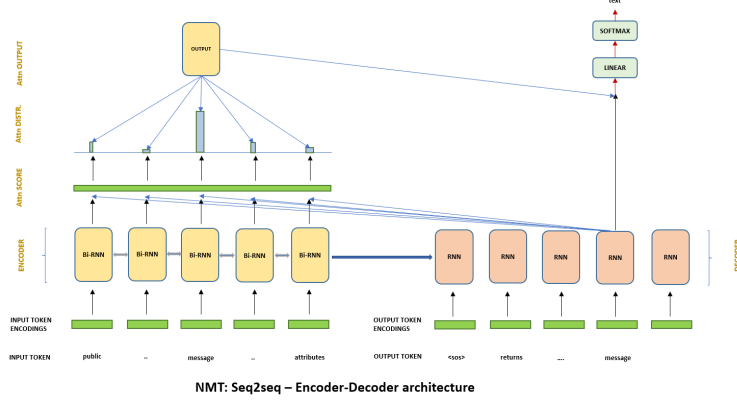 text
SOFTMAX
LINEAR
OUTPUT
Attn OUTPUT
Attn DISTR.
Attn SCORE
ENCODER
Bi-RNN
Bi-RNN
Bi-RNN
Bi-RNN
Bi-RNN
RNN
RNN
RNN
RNN
RNN
INPUT TOKEN
ENCODINGS
OUTPUT TOKEN
ENCODINGS
INPUT TOKEN
public
..
message
..
attributes
OUTPUT TOKEN
<sos>
returns
....
message
NMT: Seq2seq – Encoder-Decoder architecture